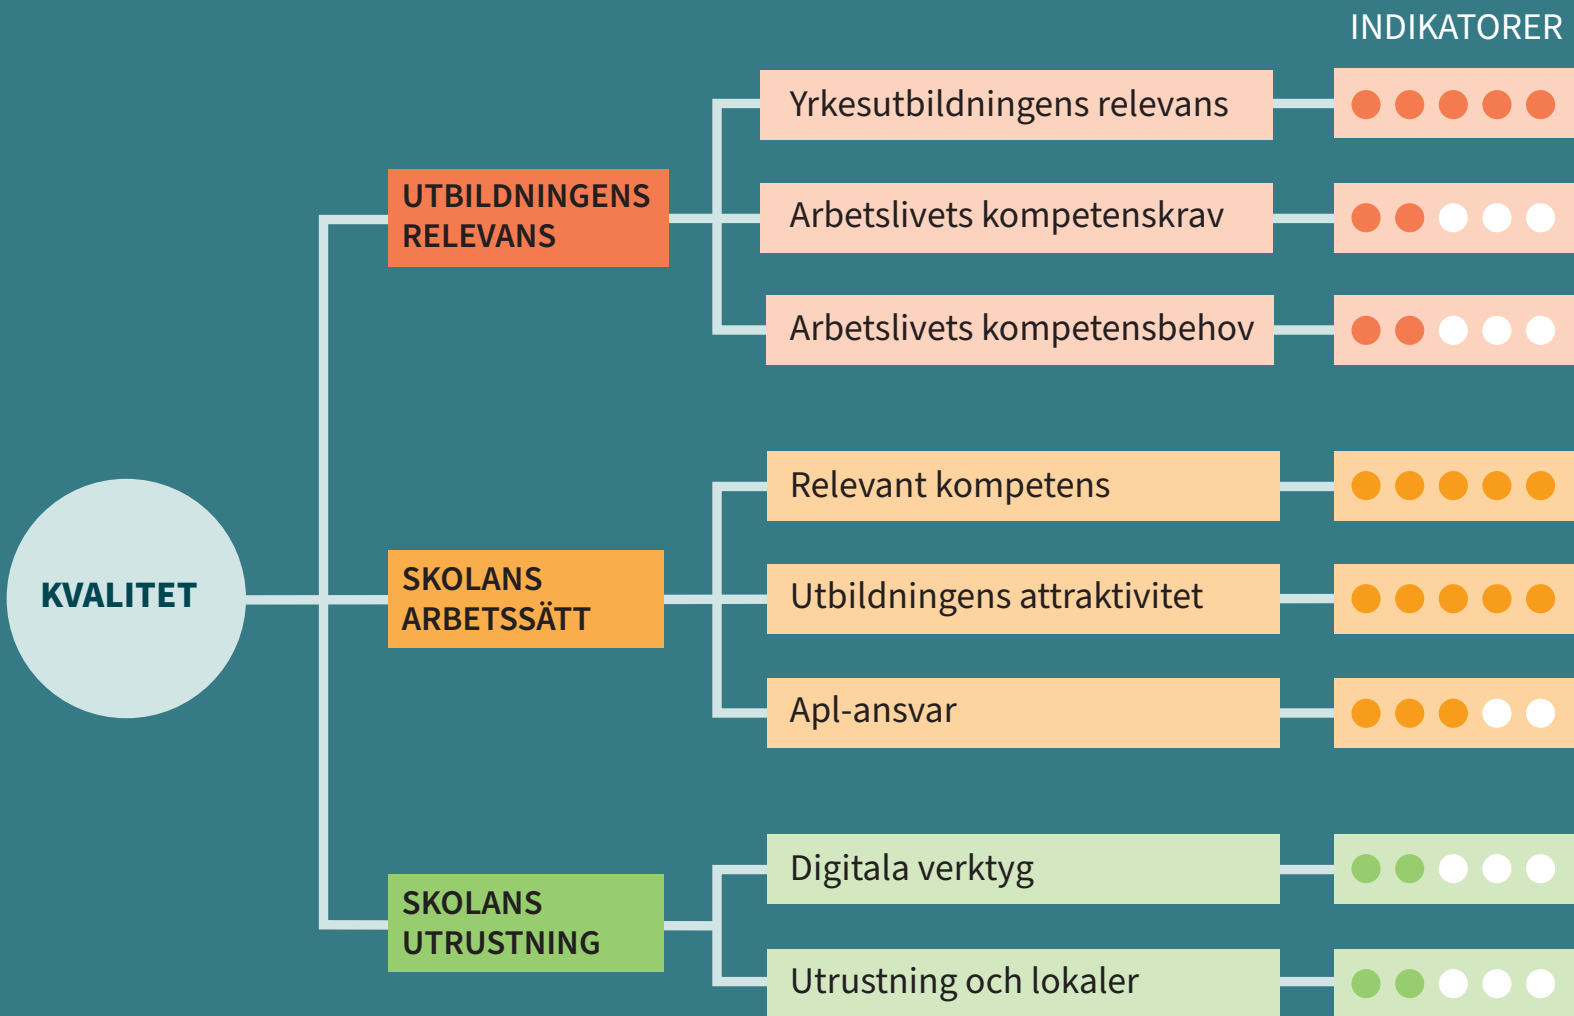 INDIKATORER
Yrkesutbildningens relevans
UTBILDNINGENS
RELEVANS
Arbetslivets kompetenskrav
Arbetslivets kompetensbehov
Relevant kompetens
KVALITET
SKOLANS
ARBETSSÄTT
Utbildningens attraktivitet
Apl-ansvar
Digitala verktyg
SKOLANS
UTRUSTNING
Utrustning och lokaler